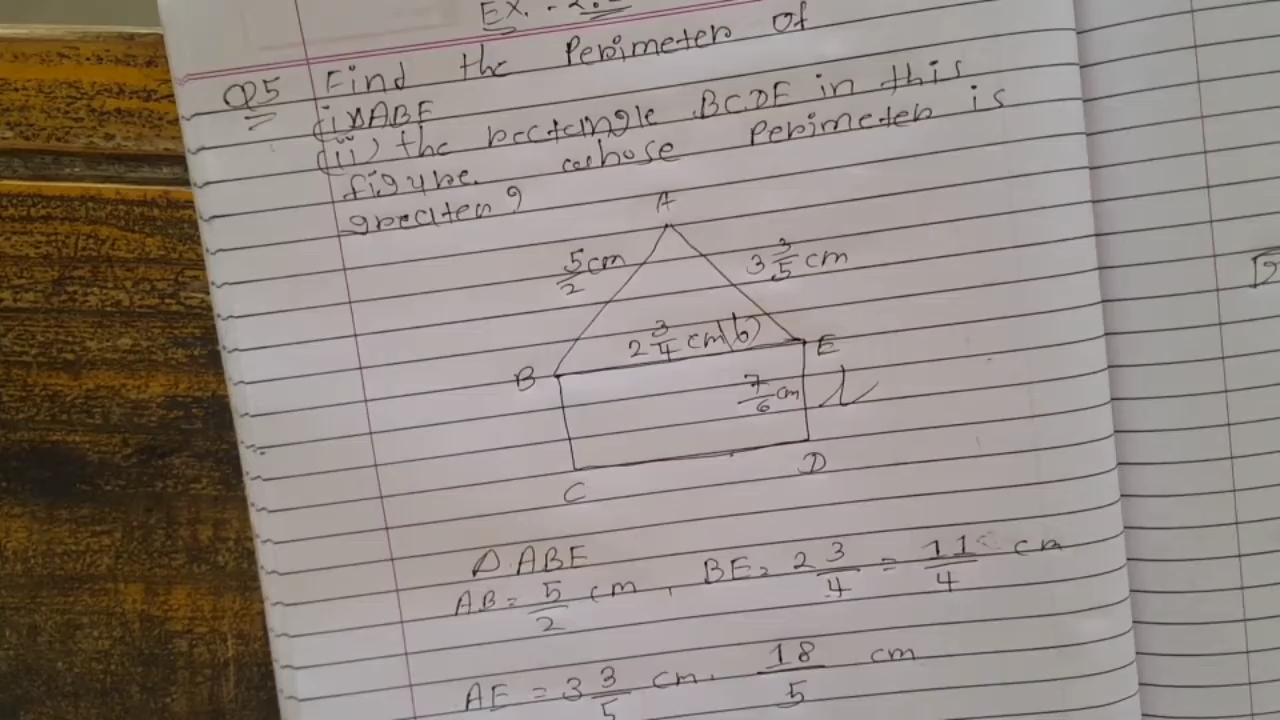 Q5 Find the Perimeter of
(i) ΔABE
(ii) the rectangle BCDE in this
figure. whose Perimeter is
greater ?
A
5/2 cm
3 3/5 cm
2 3/4 cm (b)
B
E
7/6 cm l
C
D
Δ ABE
AB = 5/2 cm, BE = 2 3/4 = 11/4 cm
AE = 3 3/5 cm. 18/5 cm